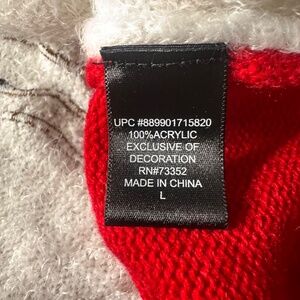 UPC #889901715820
100%ACRYLIC
EXCLUSIVE OF
DECORATION
RN#73352
MADE IN CHINA
L